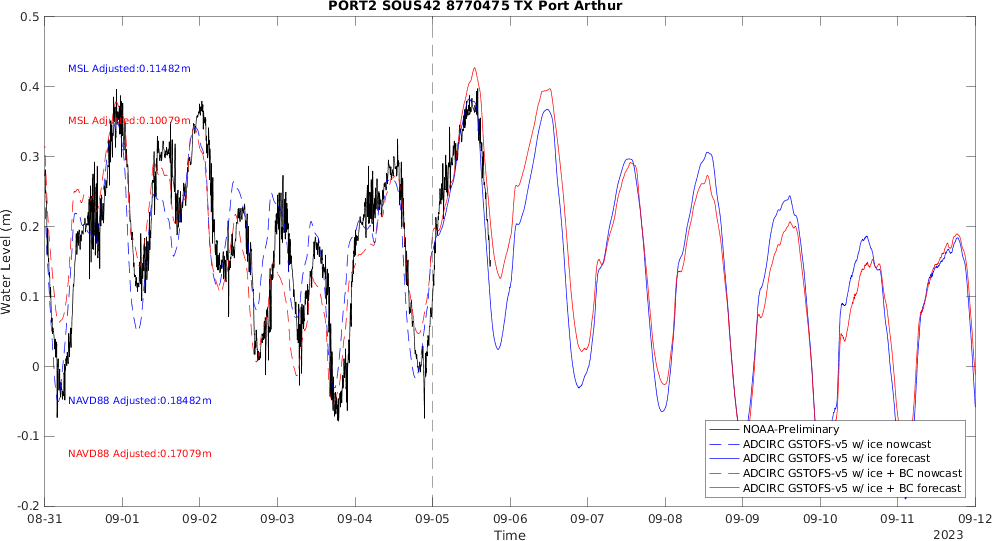 PORT2 SOUS42 8770475 TX Port Arthur
0.5
0.4
0.3
0.2
0.1
0
-0.1
-0.2
Water Level (m)
MSL Adjusted:0.11482m
MSL Adjusted:0.10079m
NAVD88 Adjusted:0.18482m
NAVD88 Adjusted:0.17079m
NOAA-Preliminary
ADCIRC GSTOFS-v5 w/ ice nowcast
ADCIRC GSTOFS-v5 w/ ice forecast
ADCIRC GSTOFS-v5 w/ ice + BC nowcast
ADCIRC GSTOFS-v5 w/ ice + BC forecast
08-31 09-01 09-02 09-03 09-04 09-05 09-06 09-07 09-08 09-09 09-10 09-11 09-12
Time
2023